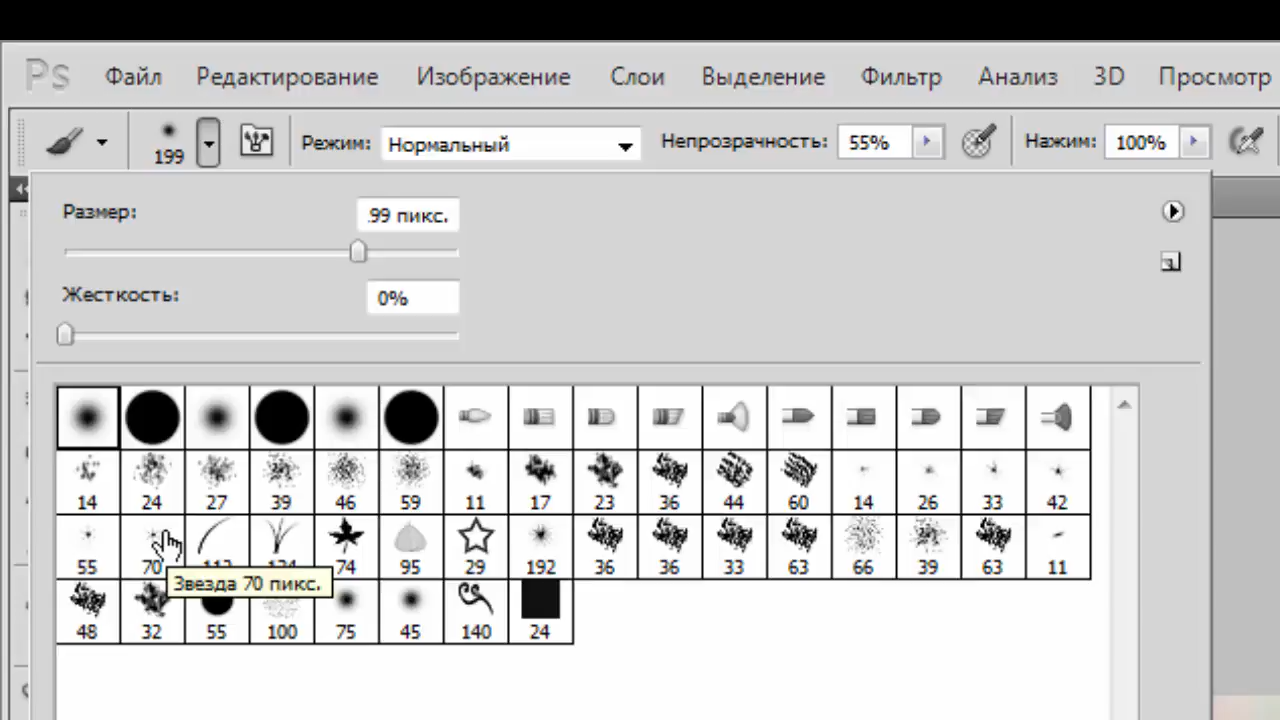 Ps Файл Редактирование Изображение Слои Выделение Фильтр Анализ 3D Просмотр
199 Режим: Нормальный Непрозрачность: 55% Нажим: 100%
Размер: 99 пикс.
Жесткость: 0%
14 24 27 39 46 59 11 17 23 36 44 60 14 26 33 42
55 70 74 95 29 192 36 36 33 63 66 39 63 11
Звезда 70 пикс.
48 32 55 100 75 45 140 24